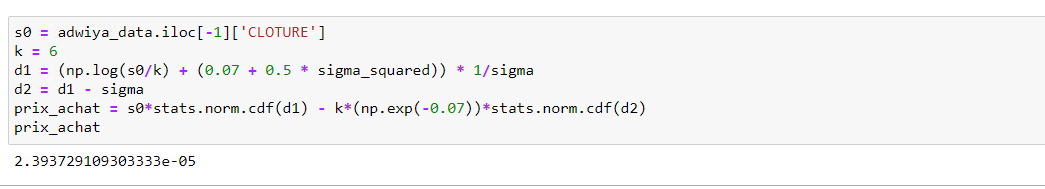 s0 = adwiya_data.iloc[-1]['CLOTURE']
k = 6
d1 = (np.log(s0/k) + (0.07 + 0.5 * sigma_squared)) * 1/sigma
d2 = d1 - sigma
prix_achat = s0*stats.norm.cdf(d1) - k*(np.exp(-0.07))*stats.norm.cdf(d2)
prix_achat
2.393729109303333e-05